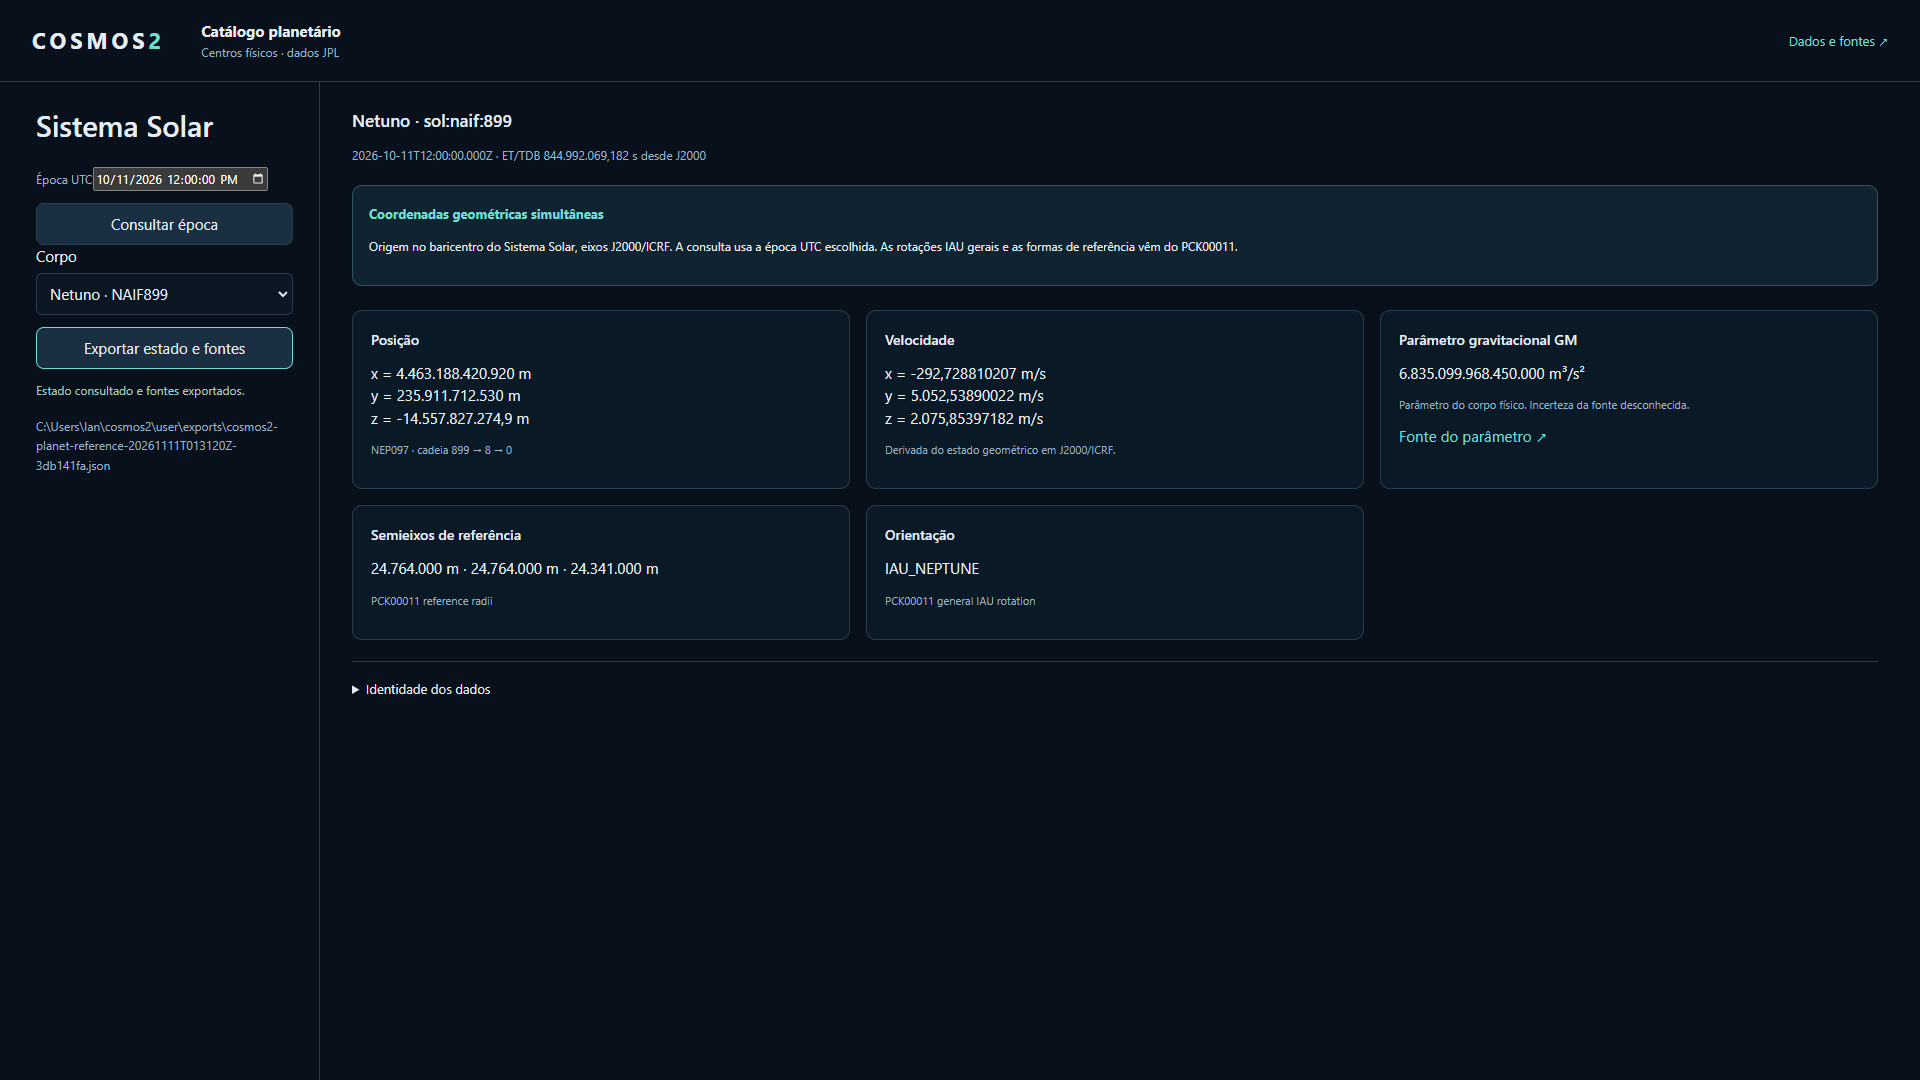 COSMOS2
Catálogo planetário
Centros físicos · dados JPL
Dados e fontes ↗
Sistema Solar
Época UTC 10/11/2026 12:00:00 PM
Consultar época
Corpo
Netuno · NAIF899
Exportar estado e fontes
Estado consultado e fontes exportados.
C:\Users\Ian\cosmos2\user\exports\cosmos2-
planet-reference-20261111T013120Z-
3db141fa.json
Netuno · sol:naif:899
2026-10-11T12:00:00.000Z · ET/TDB 844.992.069,182 s desde J2000
Coordenadas geométricas simultâneas
Origem no baricentro do Sistema Solar, eixos J2000/ICRF. A consulta usa a época UTC escolhida. As rotações IAU gerais e as formas de referência vêm do PCK00011.
Posição
x = 4.463.188.420.920 m
y = 235.911.712.530 m
z = -14.557.827.274,9 m
NEP097 · cadeia 899 → 8 → 0
Velocidade
x = -292,728810207 m/s
y = 5.052,53890022 m/s
z = 2.075,85397182 m/s
Derivada do estado geométrico em J2000/ICRF.
Parâmetro gravitacional GM
6.835.099.968.450.000 m³/s²
Parâmetro do corpo físico. Incerteza da fonte desconhecida.
Fonte do parâmetro ↗
Semieixos de referência
24.764.000 m · 24.764.000 m · 24.341.000 m
PCK00011 reference radii
Orientação
IAU_NEPTUNE
PCK00011 general IAU rotation
Identidade dos dados